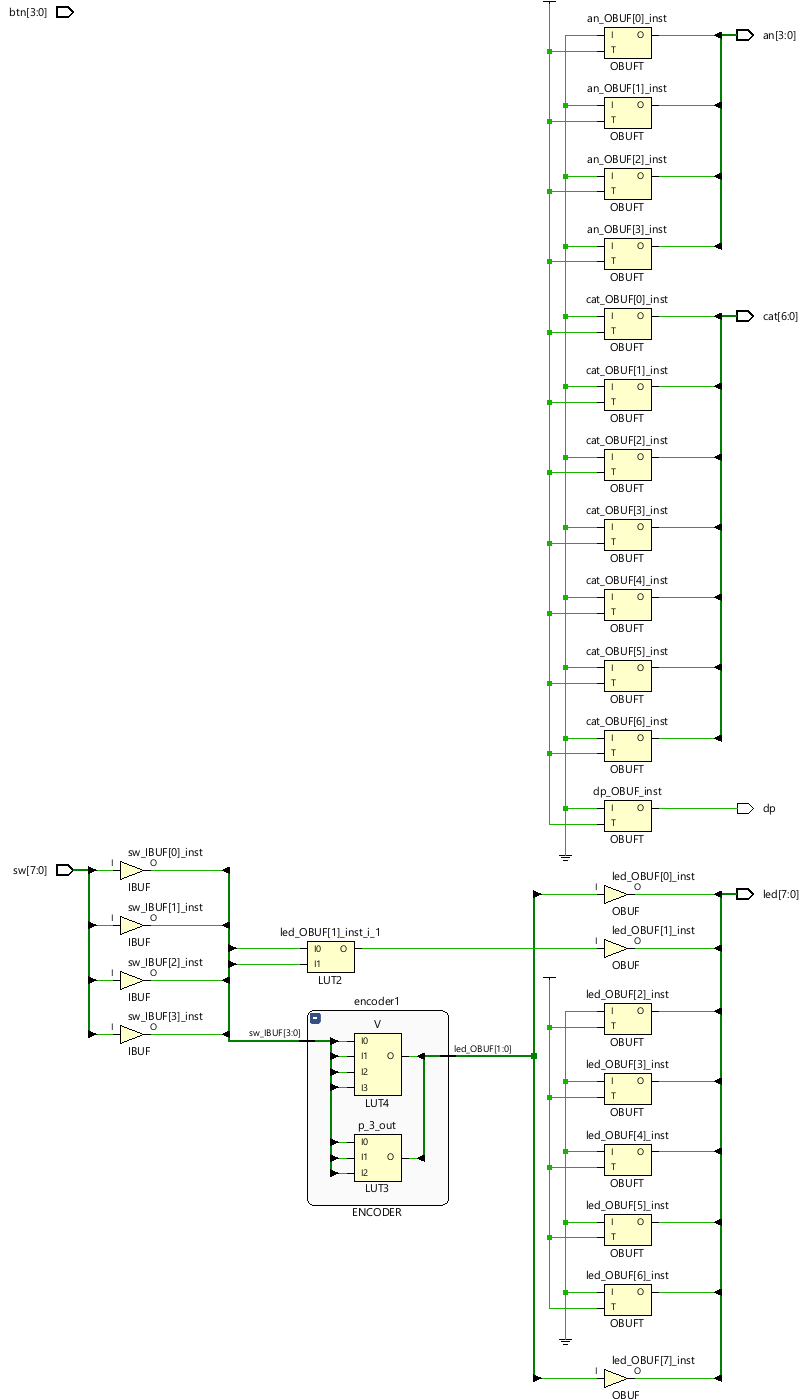 btn[3:0]
an_OBUF[0]_inst
I O
T
OBUFT
an[3:0]
an_OBUF[1]_inst
I O
T
OBUFT
an_OBUF[2]_inst
I O
T
OBUFT
an_OBUF[3]_inst
I O
T
OBUFT
cat_OBUF[0]_inst
I O
T
OBUFT
cat[6:0]
cat_OBUF[1]_inst
I O
T
OBUFT
cat_OBUF[2]_inst
I O
T
OBUFT
cat_OBUF[3]_inst
I O
T
OBUFT
cat_OBUF[4]_inst
I O
T
OBUFT
cat_OBUF[5]_inst
I O
T
OBUFT
cat_OBUF[6]_inst
I O
T
OBUFT
dp_OBUF_inst
I O
T
OBUFT
dp
sw[7:0]
sw_IBUF[0]_inst
I O
IBUF
sw_IBUF[1]_inst
I O
IBUF
sw_IBUF[2]_inst
I O
IBUF
sw_IBUF[3]_inst
I O
IBUF
led_OBUF[1]_inst_i_1
I0 O
I1
LUT2
encoder1
sw_IBUF[3:0]
V
I0
I1 O
I2
I3
LUT4
p_3_out
I0
I1 O
I2
LUT3
ENCODER
led_OBUF[1:0]
led_OBUF[0]_inst
I O
OBUF
led[7:0]
led_OBUF[1]_inst
I O
OBUF
led_OBUF[2]_inst
I O
T
OBUFT
led_OBUF[3]_inst
I O
T
OBUFT
led_OBUF[4]_inst
I O
T
OBUFT
led_OBUF[5]_inst
I O
T
OBUFT
led_OBUF[6]_inst
I O
T
OBUFT
led_OBUF[7]_inst
I O
OBUF